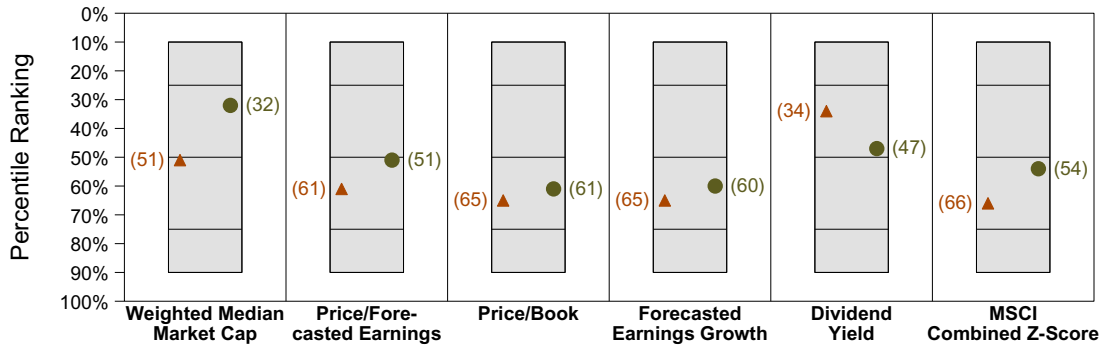 Percentile Ranking
0%
10%
20%
30%
40%
50%
60%
70%
80%
90%
100%
(51)
(32)
(61)
(51)
(65)
(61)
(65)
(60)
(34)
(47)
(66)
(54)
Weighted Median
Market Cap
Price/Fore-
casted Earnings
Price/Book
Forecasted
Earnings Growth
Dividend
Yield
MSCI
Combined Z-Score